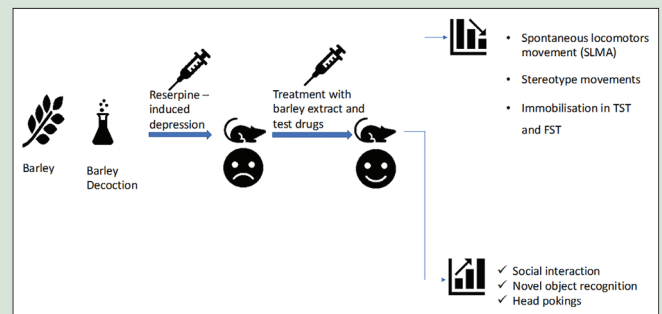 Barley
Barley
Decoction
Reserpine –
induced
depression
Treatment with
barley extract and
test drugs
• Spontaneous locomotors
movement (SLMA)
• Stereotype movements
• Immobilisation in TST
and FST
✓ Social interaction
✓ Novel object recognition
✓ Head pokings